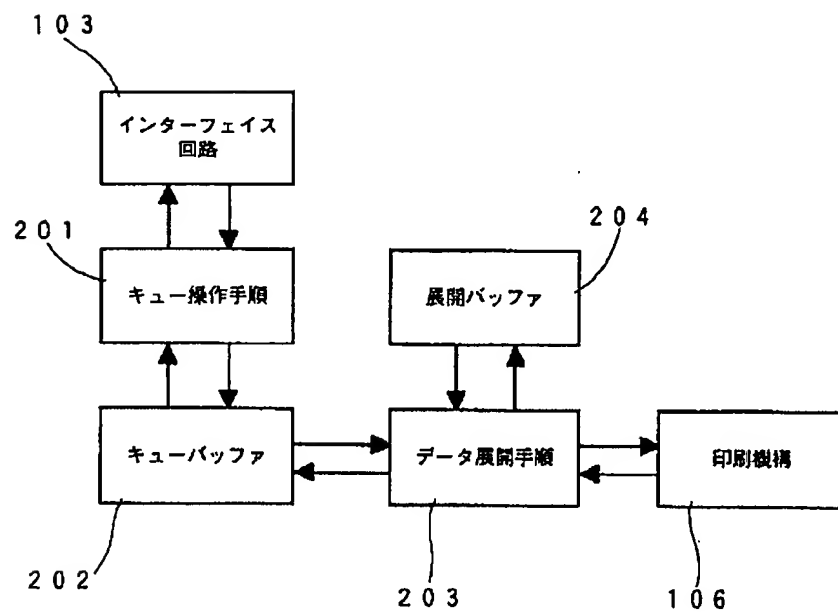 １０３
インターフェイス
回路
２０１
２０４
キュー操作手順
展開バッファ
キューバッファ
データ展開手順
印刷機構
２０２
２０３
１０６